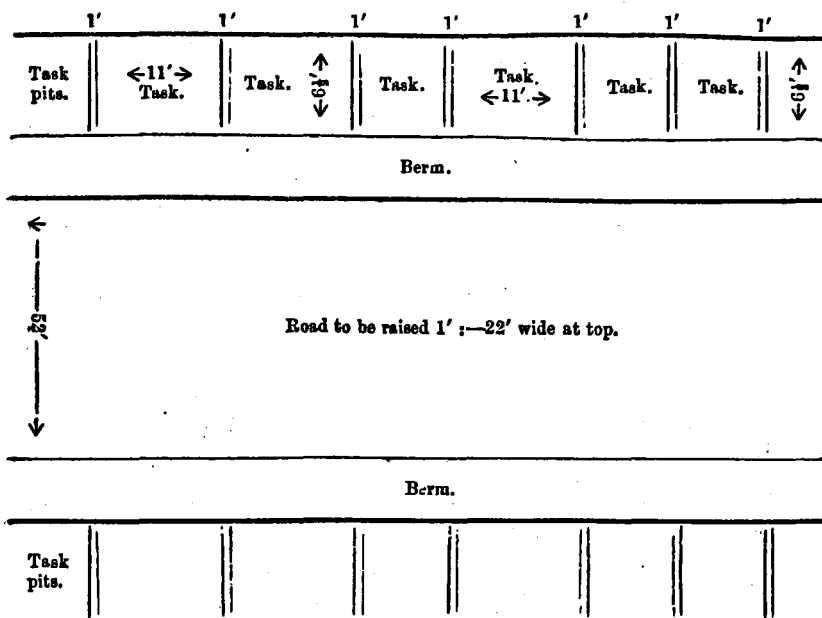 1' 1' 1' 1' 1' 1' 1'
Task
pits.
11'
Task.
Task.
Task.
Task.
11'.
Task.
Task.
Berm.
52'
Road to be raised 1' :—22' wide at top.
Berm.
Task
pits.